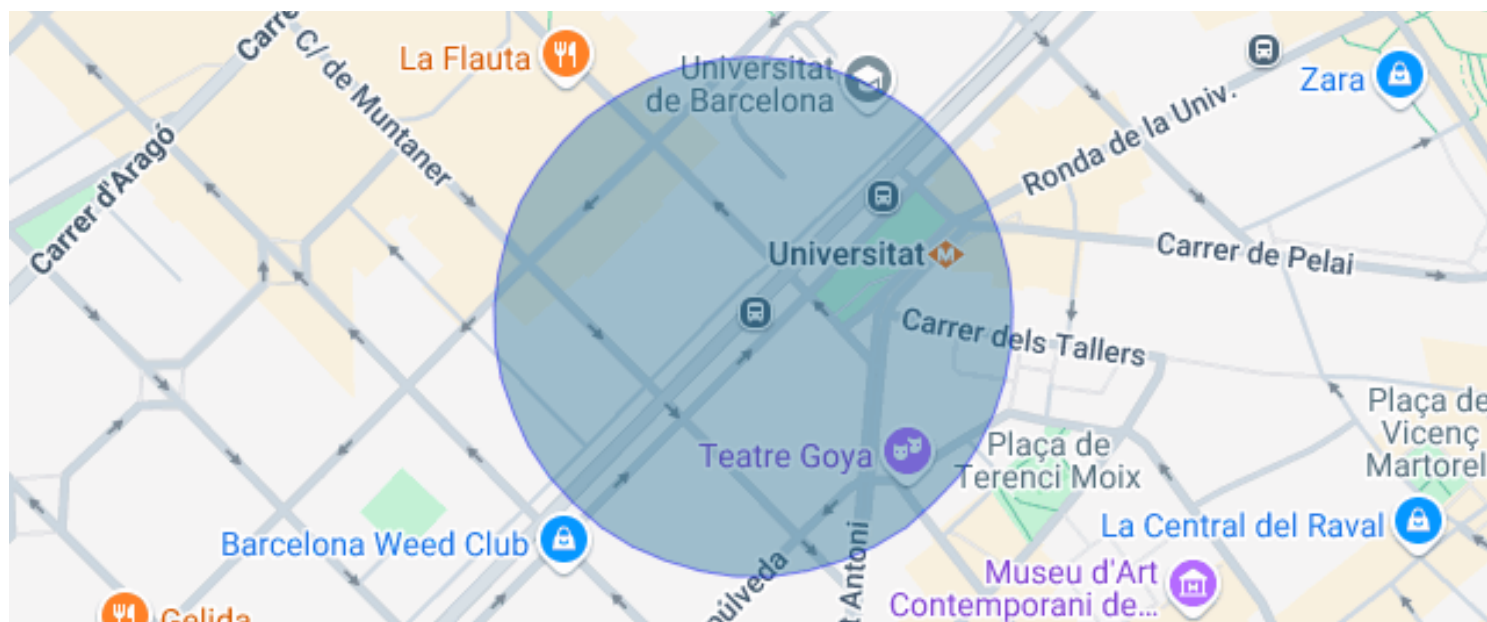 Carre
C/ de Muntaner
La Flauta
Universitat
de Barcelona
Zara
Ronda de la Univ.
Carrer d'Aragó
Universitat
M
Carrer de Pelai
Carrer dels Tallers
Plaça de
Vicenç
Martorel
Teatre Goya
Plaça de
Terenci Moix
La Central del Raval
Barcelona Weed Club
púlveda
t Antoni
Museu d'Art
Contemporani de...
Gelida